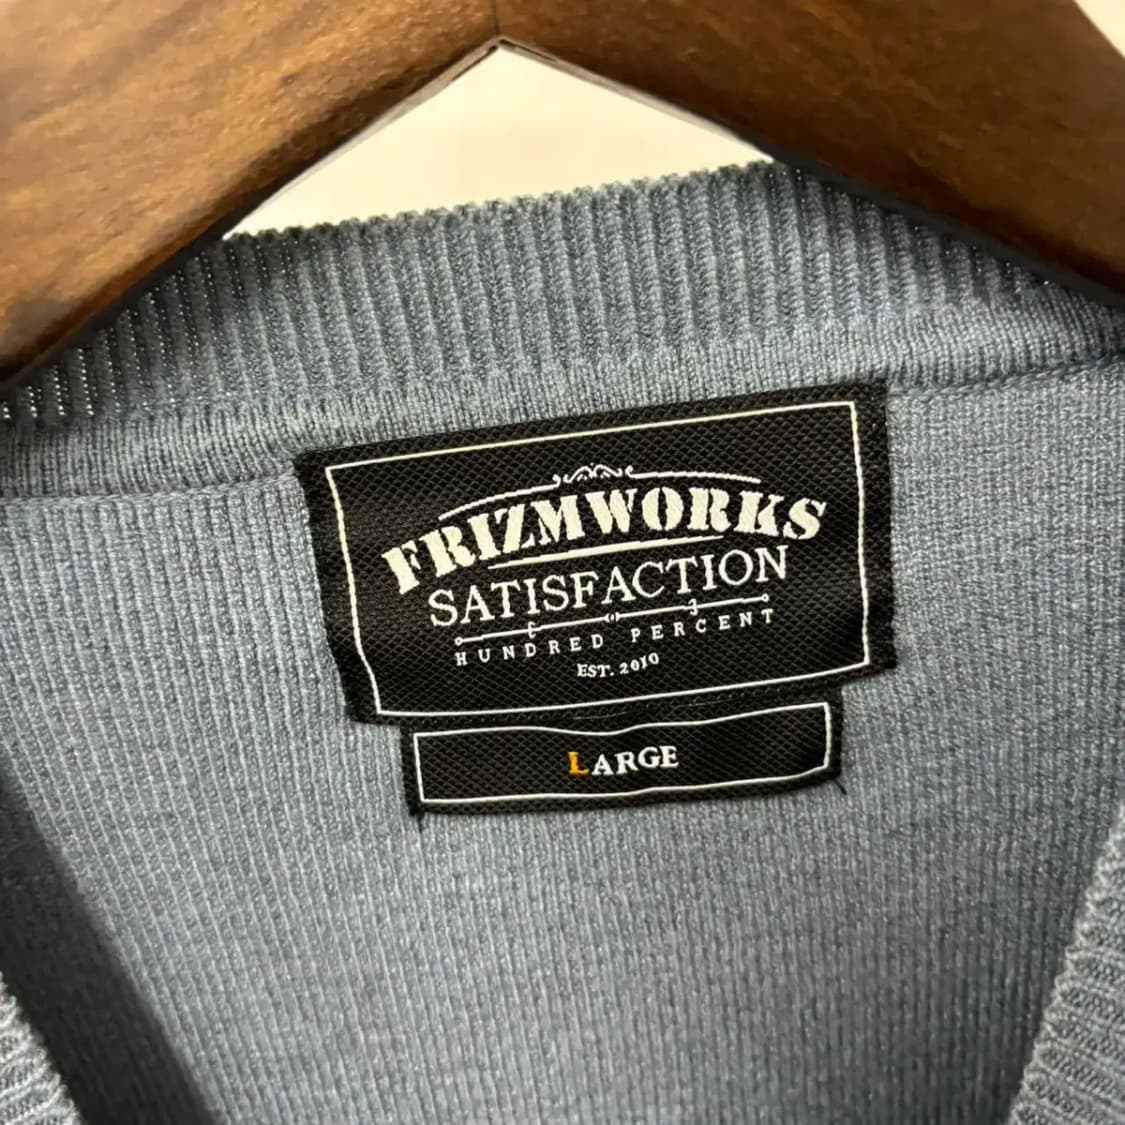 FRIZMWORKS
SATISFACTION
HUNDRED PERCENT
EST. 2010
LARGE